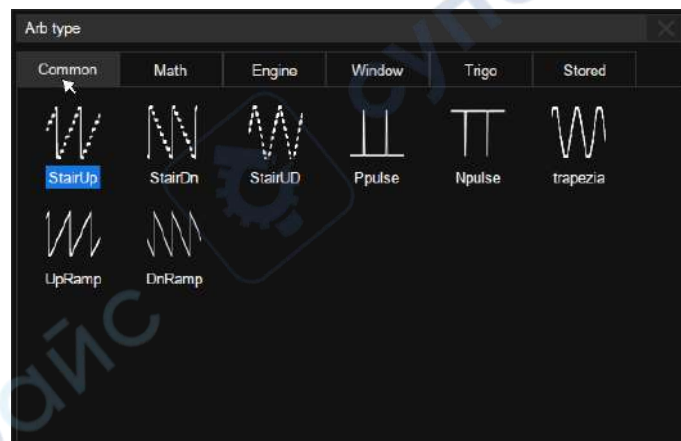 Arb type
Common Math Engine Window Trigo Stored
StairUp StairDn StairUD Ppulse Npulse trapezia
UpRamp DnRamp